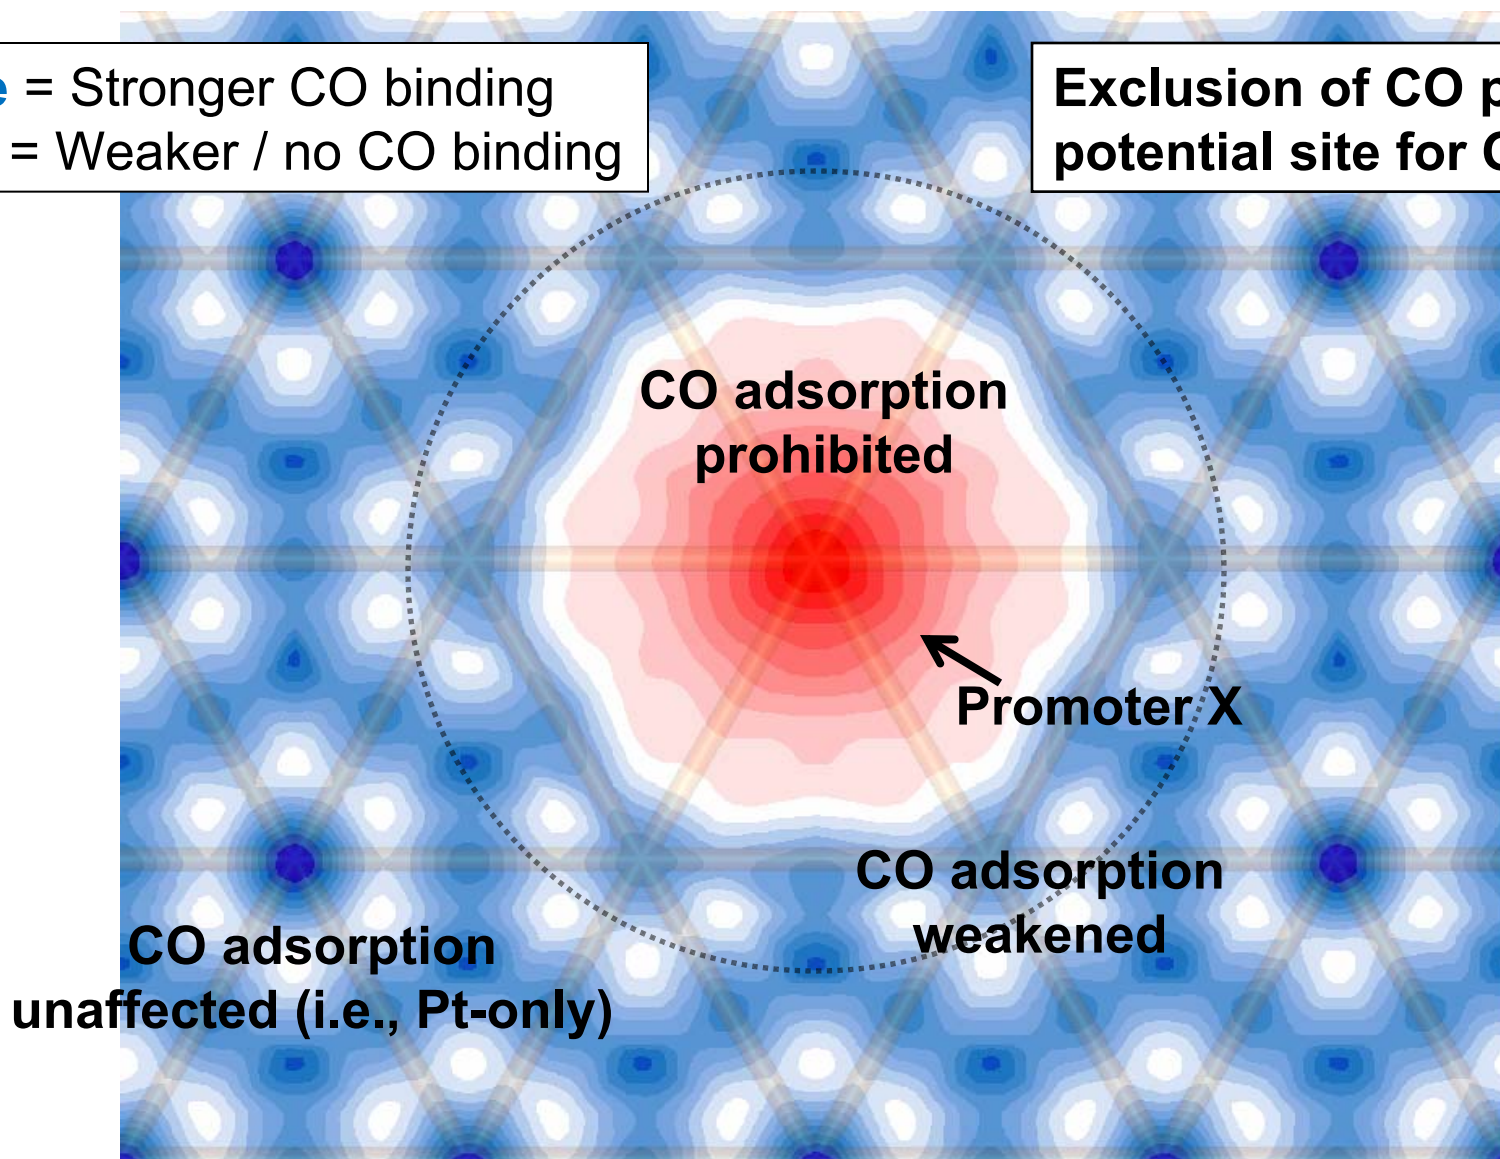 = Stronger CO binding
= Weaker / no CO binding
Exclusion of CO
potential site for
CO adsorption
prohibited
Promoter X
CO adsorption
weakened
CO adsorption
unaffected (i.e., Pt-only)